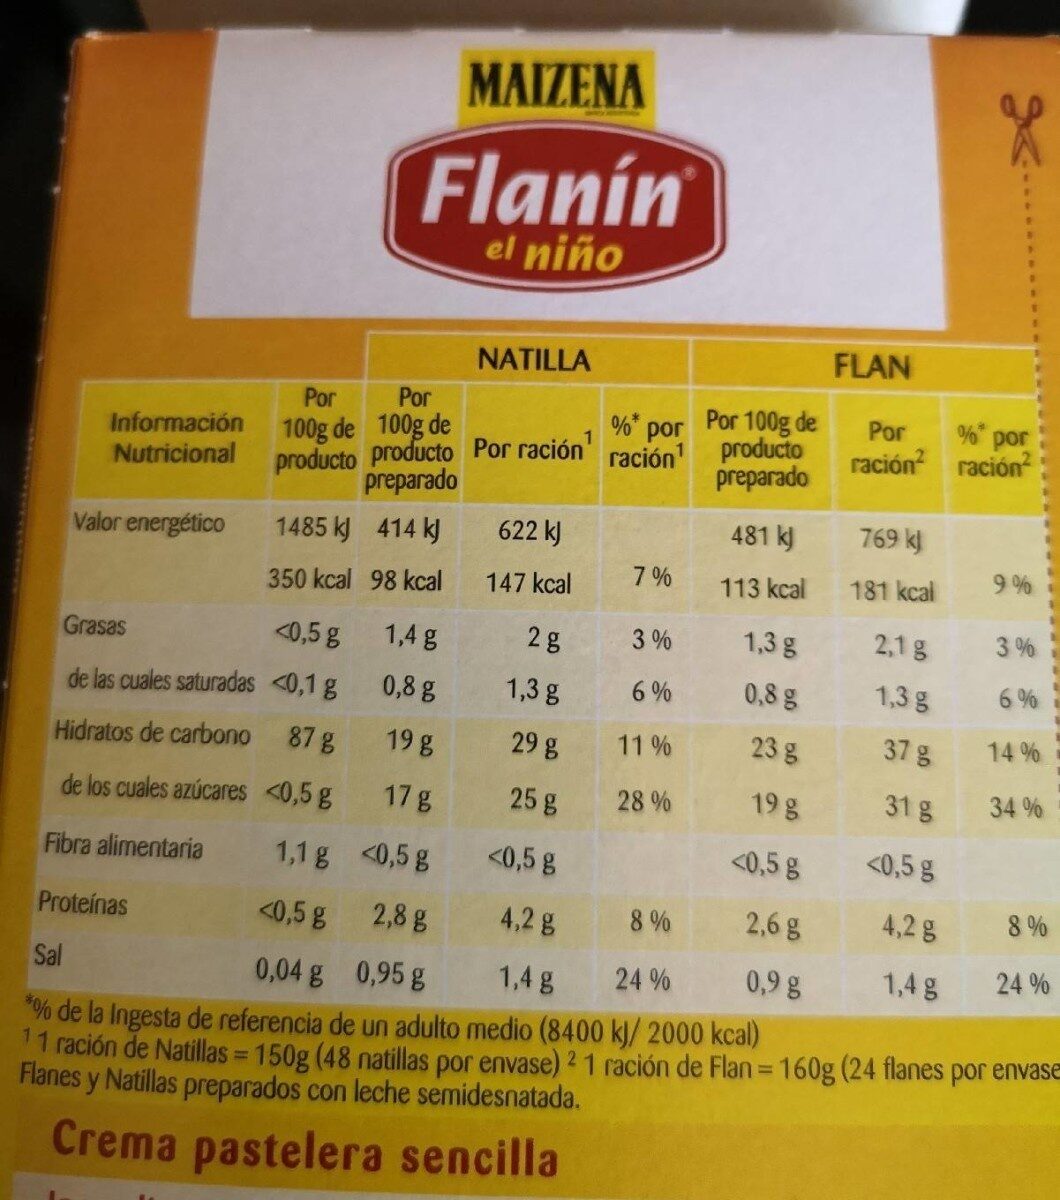 MAIZENA
Flanín®
el niño
NATILLA FLAN
Información Nutricional Por 100g de producto Por 100g de producto preparado Por ración¹ %* por ración¹ Por 100g de producto preparado Por ración² %* por ración²
Valor energético 1485 kJ 414 kJ 622 kJ 481 kJ 769 kJ
350 kcal 98 kcal 147 kcal 7 % 113 kcal 181 kcal 9 %
Grasas <0,5 g 1,4 g 2 g 3 % 1,3 g 2,1 g 3 %
de las cuales saturadas <0,1 g 0,8 g 1,3 g 6 % 0,8 g 1,3 g 6 %
Hidratos de carbono 87 g 19 g 29 g 11 % 23 g 37 g 14 %
de los cuales azúcares <0,5 g 17 g 25 g 28 % 19 g 31 g 34 %
Fibra alimentaria 1,1 g <0,5 g <0,5 g <0,5 g <0,5 g
Proteínas <0,5 g 2,8 g 4,2 g 8 % 2,6 g 4,2 g 8 %
Sal 0,04 g 0,95 g 1,4 g 24 % 0,9 g 1,4 g 24 %
*% de la Ingesta de referencia de un adulto medio (8400 kJ/ 2000 kcal)
¹ 1 ración de Natillas = 150g (48 natillas por envase) ² 1 ración de Flan = 160g (24 flanes por envase
Flanes y Natillas preparados con leche semidesnatada.
Crema pastelera sencilla